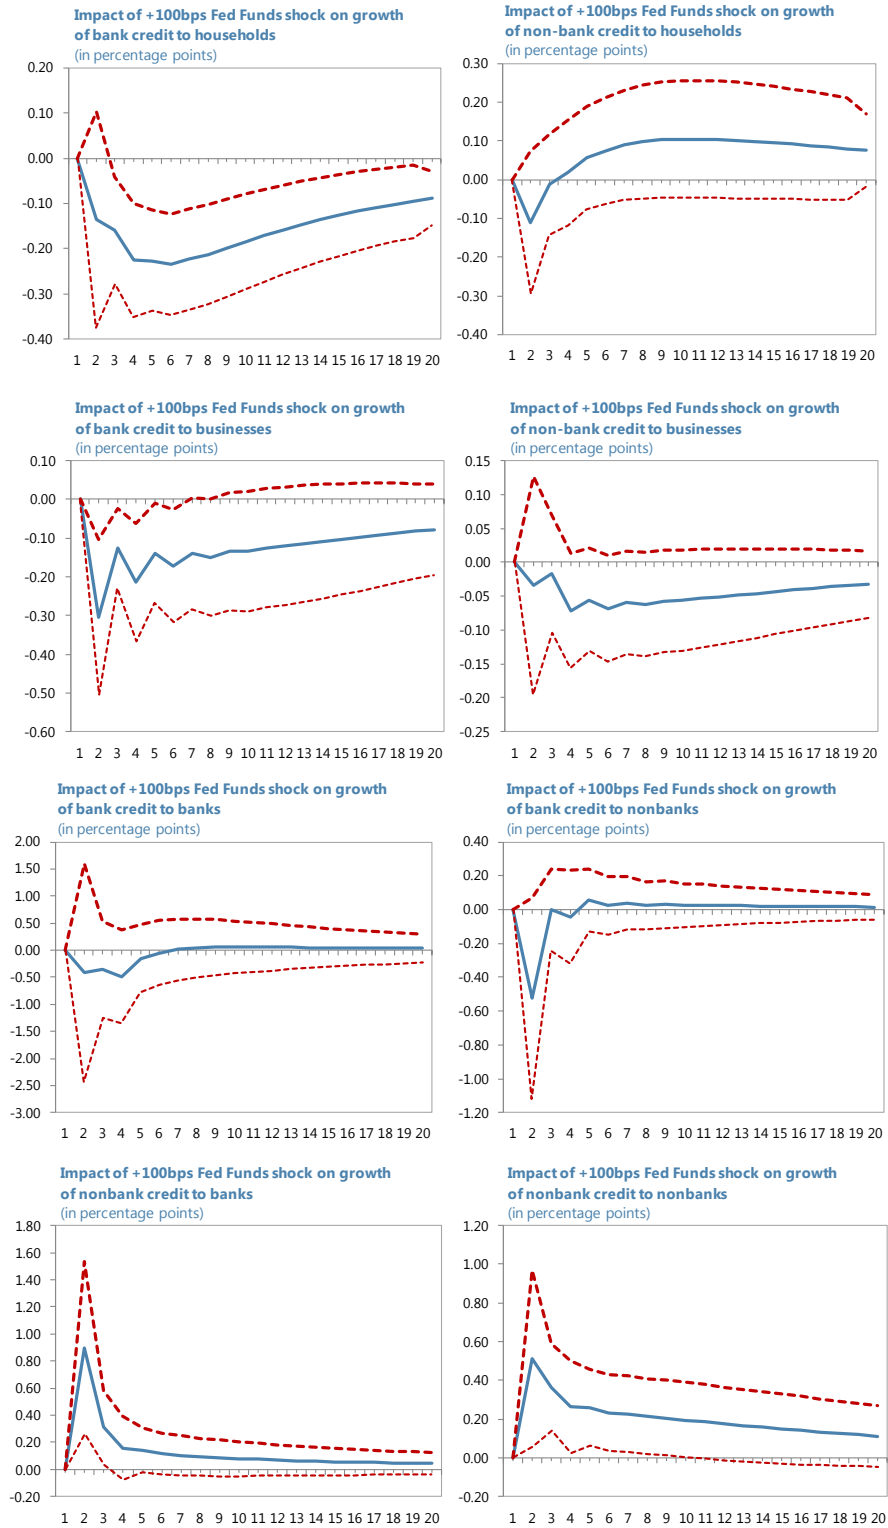 Impact of +100bps Fed Funds shock on growth
of bank credit to households
(in percentage points)
0.20
0.10
0.00
-0.10
-0.20
-0.30
-0.40
1 2 3 4 5 6 7 8 9 10 11 12 13 14 15 16 17 18 19 20
Impact of +100bps Fed Funds shock on growth
of non-bank credit to households
(in percentage points)
0.30
0.20
0.10
0.00
-0.10
-0.20
-0.30
-0.40
1 2 3 4 5 6 7 8 9 10 11 12 13 14 15 16 17 18 19 20
Impact of +100bps Fed Funds shock on growth
of bank credit to businesses
(in percentage points)
0.10
0.00
-0.10
-0.20
-0.30
-0.40
-0.50
-0.60
1 2 3 4 5 6 7 8 9 10 11 12 13 14 15 16 17 18 19 20
Impact of +100bps Fed Funds shock on growth
of non-bank credit to businesses
(in percentage points)
0.15
0.10
0.05
0.00
-0.05
-0.10
-0.15
-0.20
-0.25
1 2 3 4 5 6 7 8 9 10 11 12 13 14 15 16 17 18 19 20
Impact of +100bps Fed Funds shock on growth
of bank credit to banks
(in percentage points)
2.00
1.50
1.00
0.50
0.00
-0.50
-1.00
-1.50
-2.00
-2.50
-3.00
1 2 3 4 5 6 7 8 9 10 11 12 13 14 15 16 17 18 19 20
Impact of +100bps Fed Funds shock on growth
of bank credit to nonbanks
(in percentage points)
0.40
0.20
0.00
-0.20
-0.40
-0.60
-0.80
-1.00
-1.20
1 2 3 4 5 6 7 8 9 10 11 12 13 14 15 16 17 18 19 20
Impact of +100bps Fed Funds shock on growth
of nonbank credit to banks
(in percentage points)
1.80
1.60
1.40
1.20
1.00
0.80
0.60
0.40
0.20
0.00
-0.20
1 2 3 4 5 6 7 8 9 10 11 12 13 14 15 16 17 18 19 20
Impact of +100bps Fed Funds shock on growth
of nonbank credit to nonbanks
(in percentage points)
1.20
1.00
0.80
0.60
0.40
0.20
0.00
-0.20
1 2 3 4 5 6 7 8 9 10 11 12 13 14 15 16 17 18 19 20